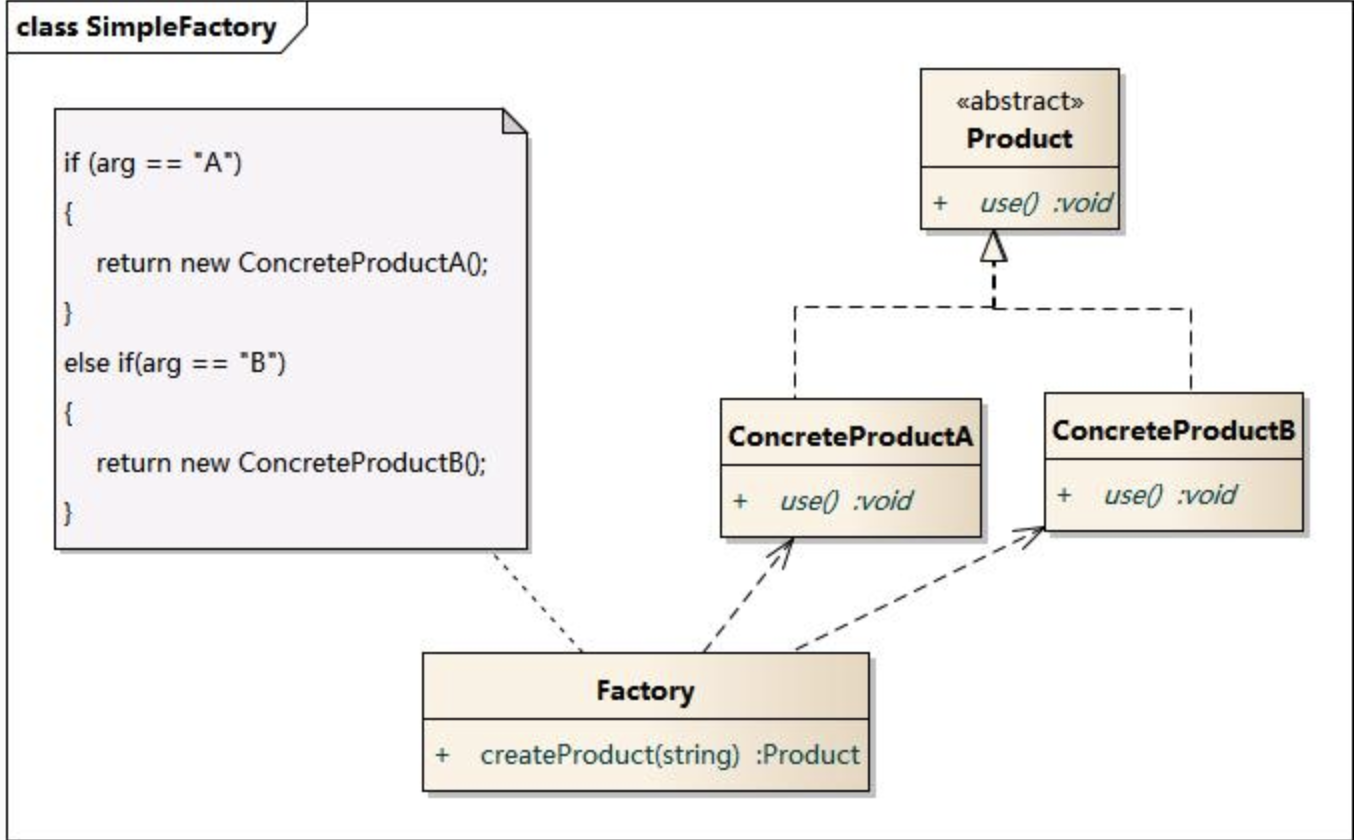 class SimpleFactory
if (arg == "A")
{
return new ConcreteProductA();
}
else if(arg == "B")
{
return new ConcreteProductB();
}
«abstract»
Product
+ use() :void
ConcreteProductA
+ use() :void
ConcreteProductB
+ use() :void
Factory
+ createProduct(string) :Product